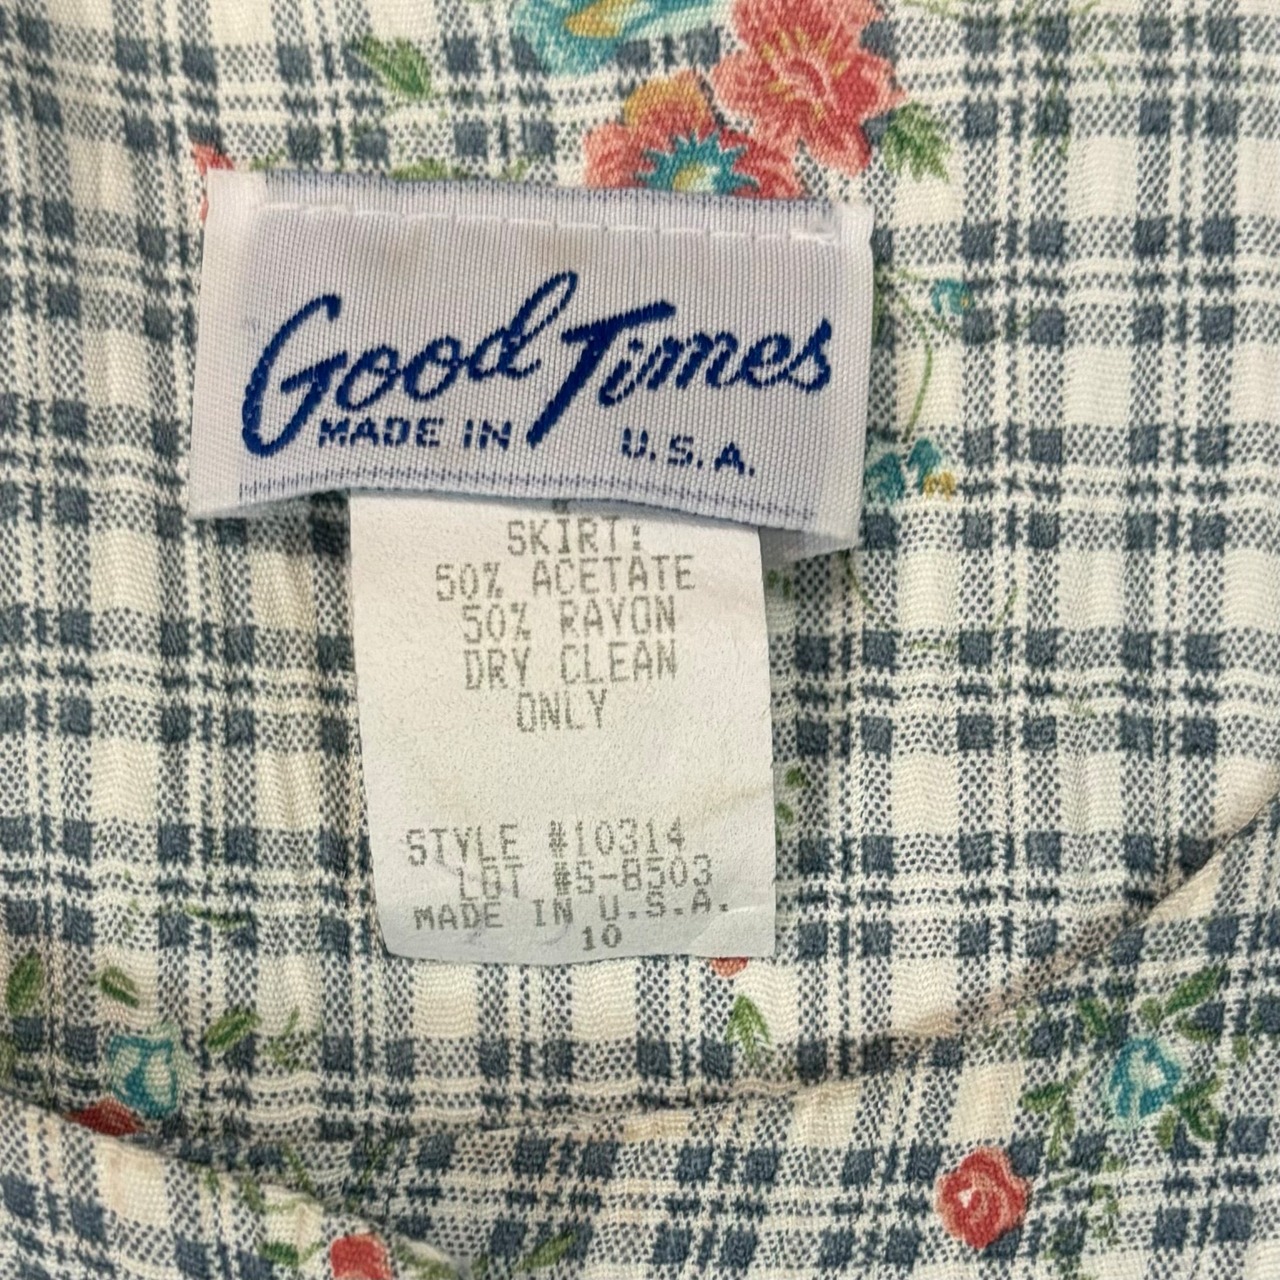 Good Times
MADE IN U.S.A.
SKIRT:
50% ACETATE
50% RAYON
DRY CLEAN
ONLY
STYLE #10314
LOT #S-8503
MADE IN U.S.A.
10